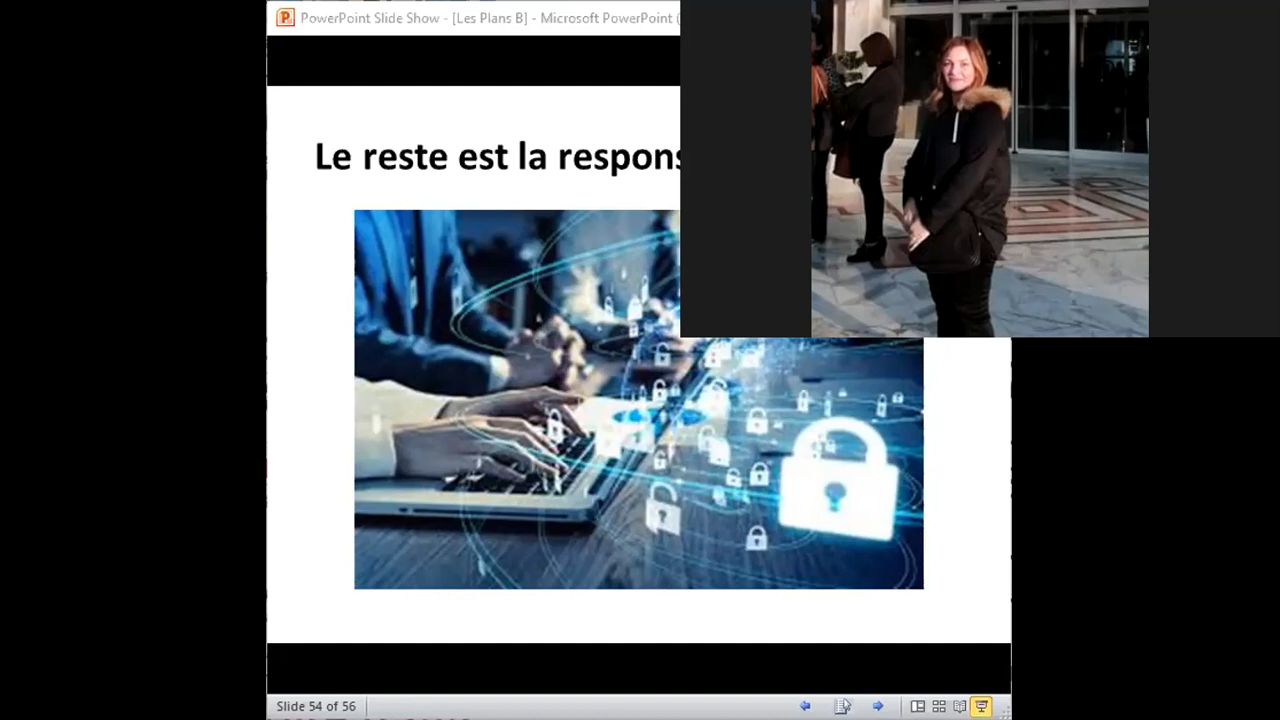 PowerPoint Slide Show - [Les Plans B] - Microsoft PowerPoint (
Le reste est la respons
Slide 54 of 56